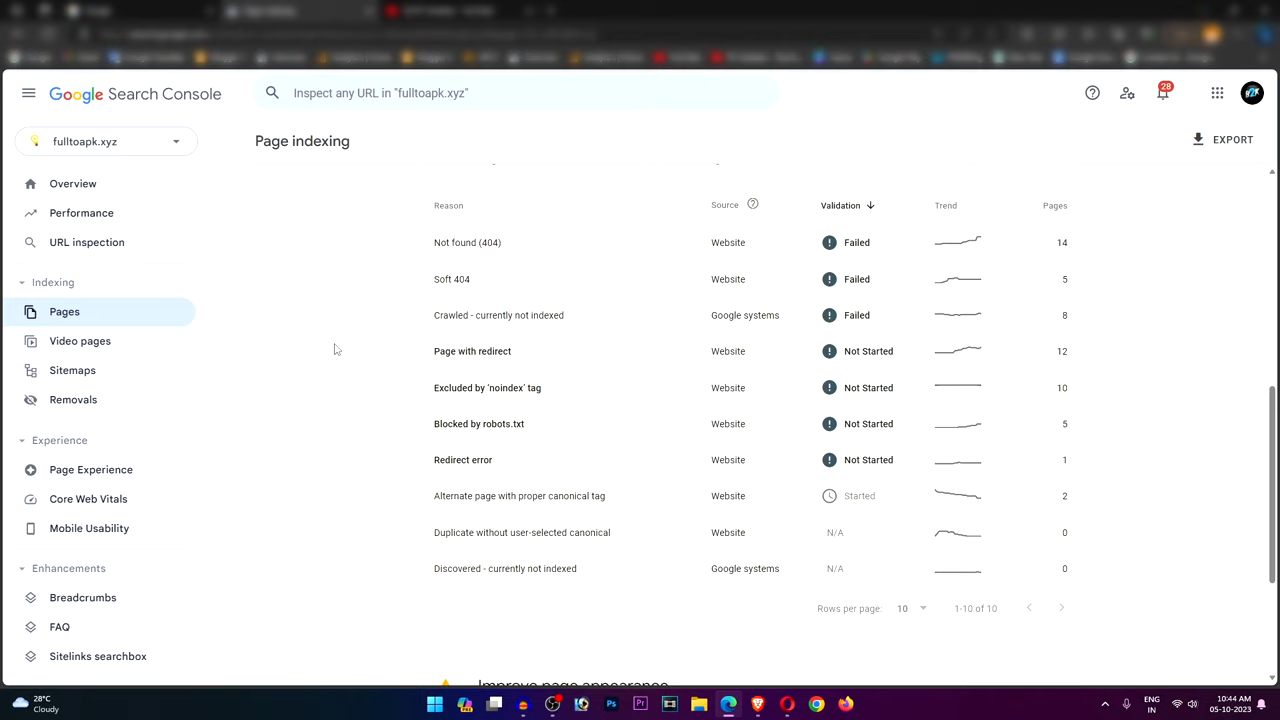 Google Search Console
Inspect any URL in "fulltoapk.xyz"
28
fulltoapk.xyz
Page indexing
EXPORT
Overview
Performance
URL inspection
Indexing
Pages
Video pages
Sitemaps
Removals
Experience
Page Experience
Core Web Vitals
Mobile Usability
Enhancements
Breadcrumbs
FAQ
Sitelinks searchbox
Reason Source Validation Trend Pages
Not found (404) Website Failed 14
Soft 404 Website Failed 5
Crawled - currently not indexed Google systems Failed 8
Page with redirect Website Not Started 12
Excluded by ‘noindex’ tag Website Not Started 10
Blocked by robots.txt Website Not Started 5
Redirect error Website Not Started 1
Alternate page with proper canonical tag Website Started 2
Duplicate without user-selected canonical Website N/A 0
Discovered - currently not indexed Google systems N/A 0
Rows per page: 10 1-10 of 10
Improve page appearance
28°C
Cloudy
ENG
IN
10:44 AM
05-10-2023